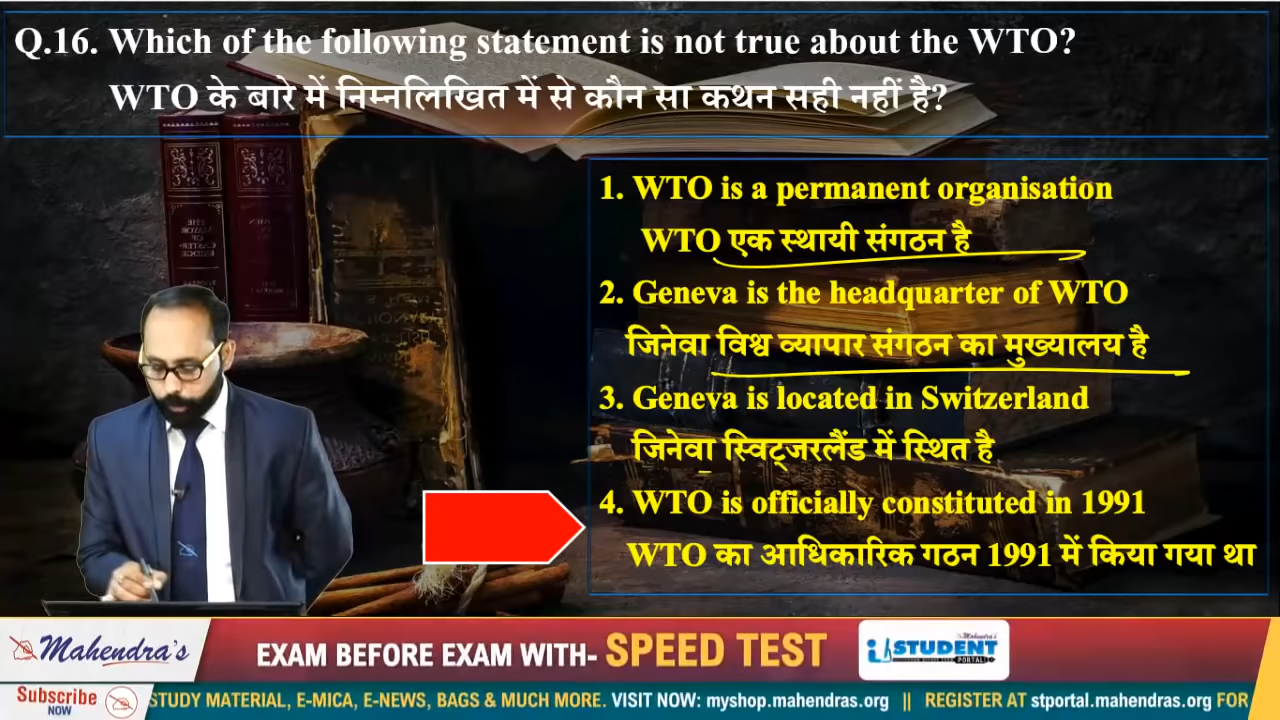 Q.16. Which of the following statement is not true about the WTO?
WTO के बारे में निम्नलिखित में से कौन सा कथन सही नहीं है?
1. WTO is a permanent organisation
WTO एक स्थायी संगठन है
2. Geneva is the headquarter of WTO
जिनेवा विश्व व्यापार संगठन का मुख्यालय है
3. Geneva is located in Switzerland
जिनेवा स्विट्जरलैंड में स्थित है
4. WTO is officially constituted in 1991
WTO का आधिकारिक गठन 1991 में किया गया था
Mahendra's
EXAM BEFORE EXAM WITH- SPEED TEST
Mahendra's
STUDENT
PORTAL
Subscribe
NOW
STUDY MATERIAL, E-MICA, E-NEWS, BAGS & MUCH MORE. VISIT NOW: myshop.mahendras.org || REGISTER AT stportal.mahendras.org FOR